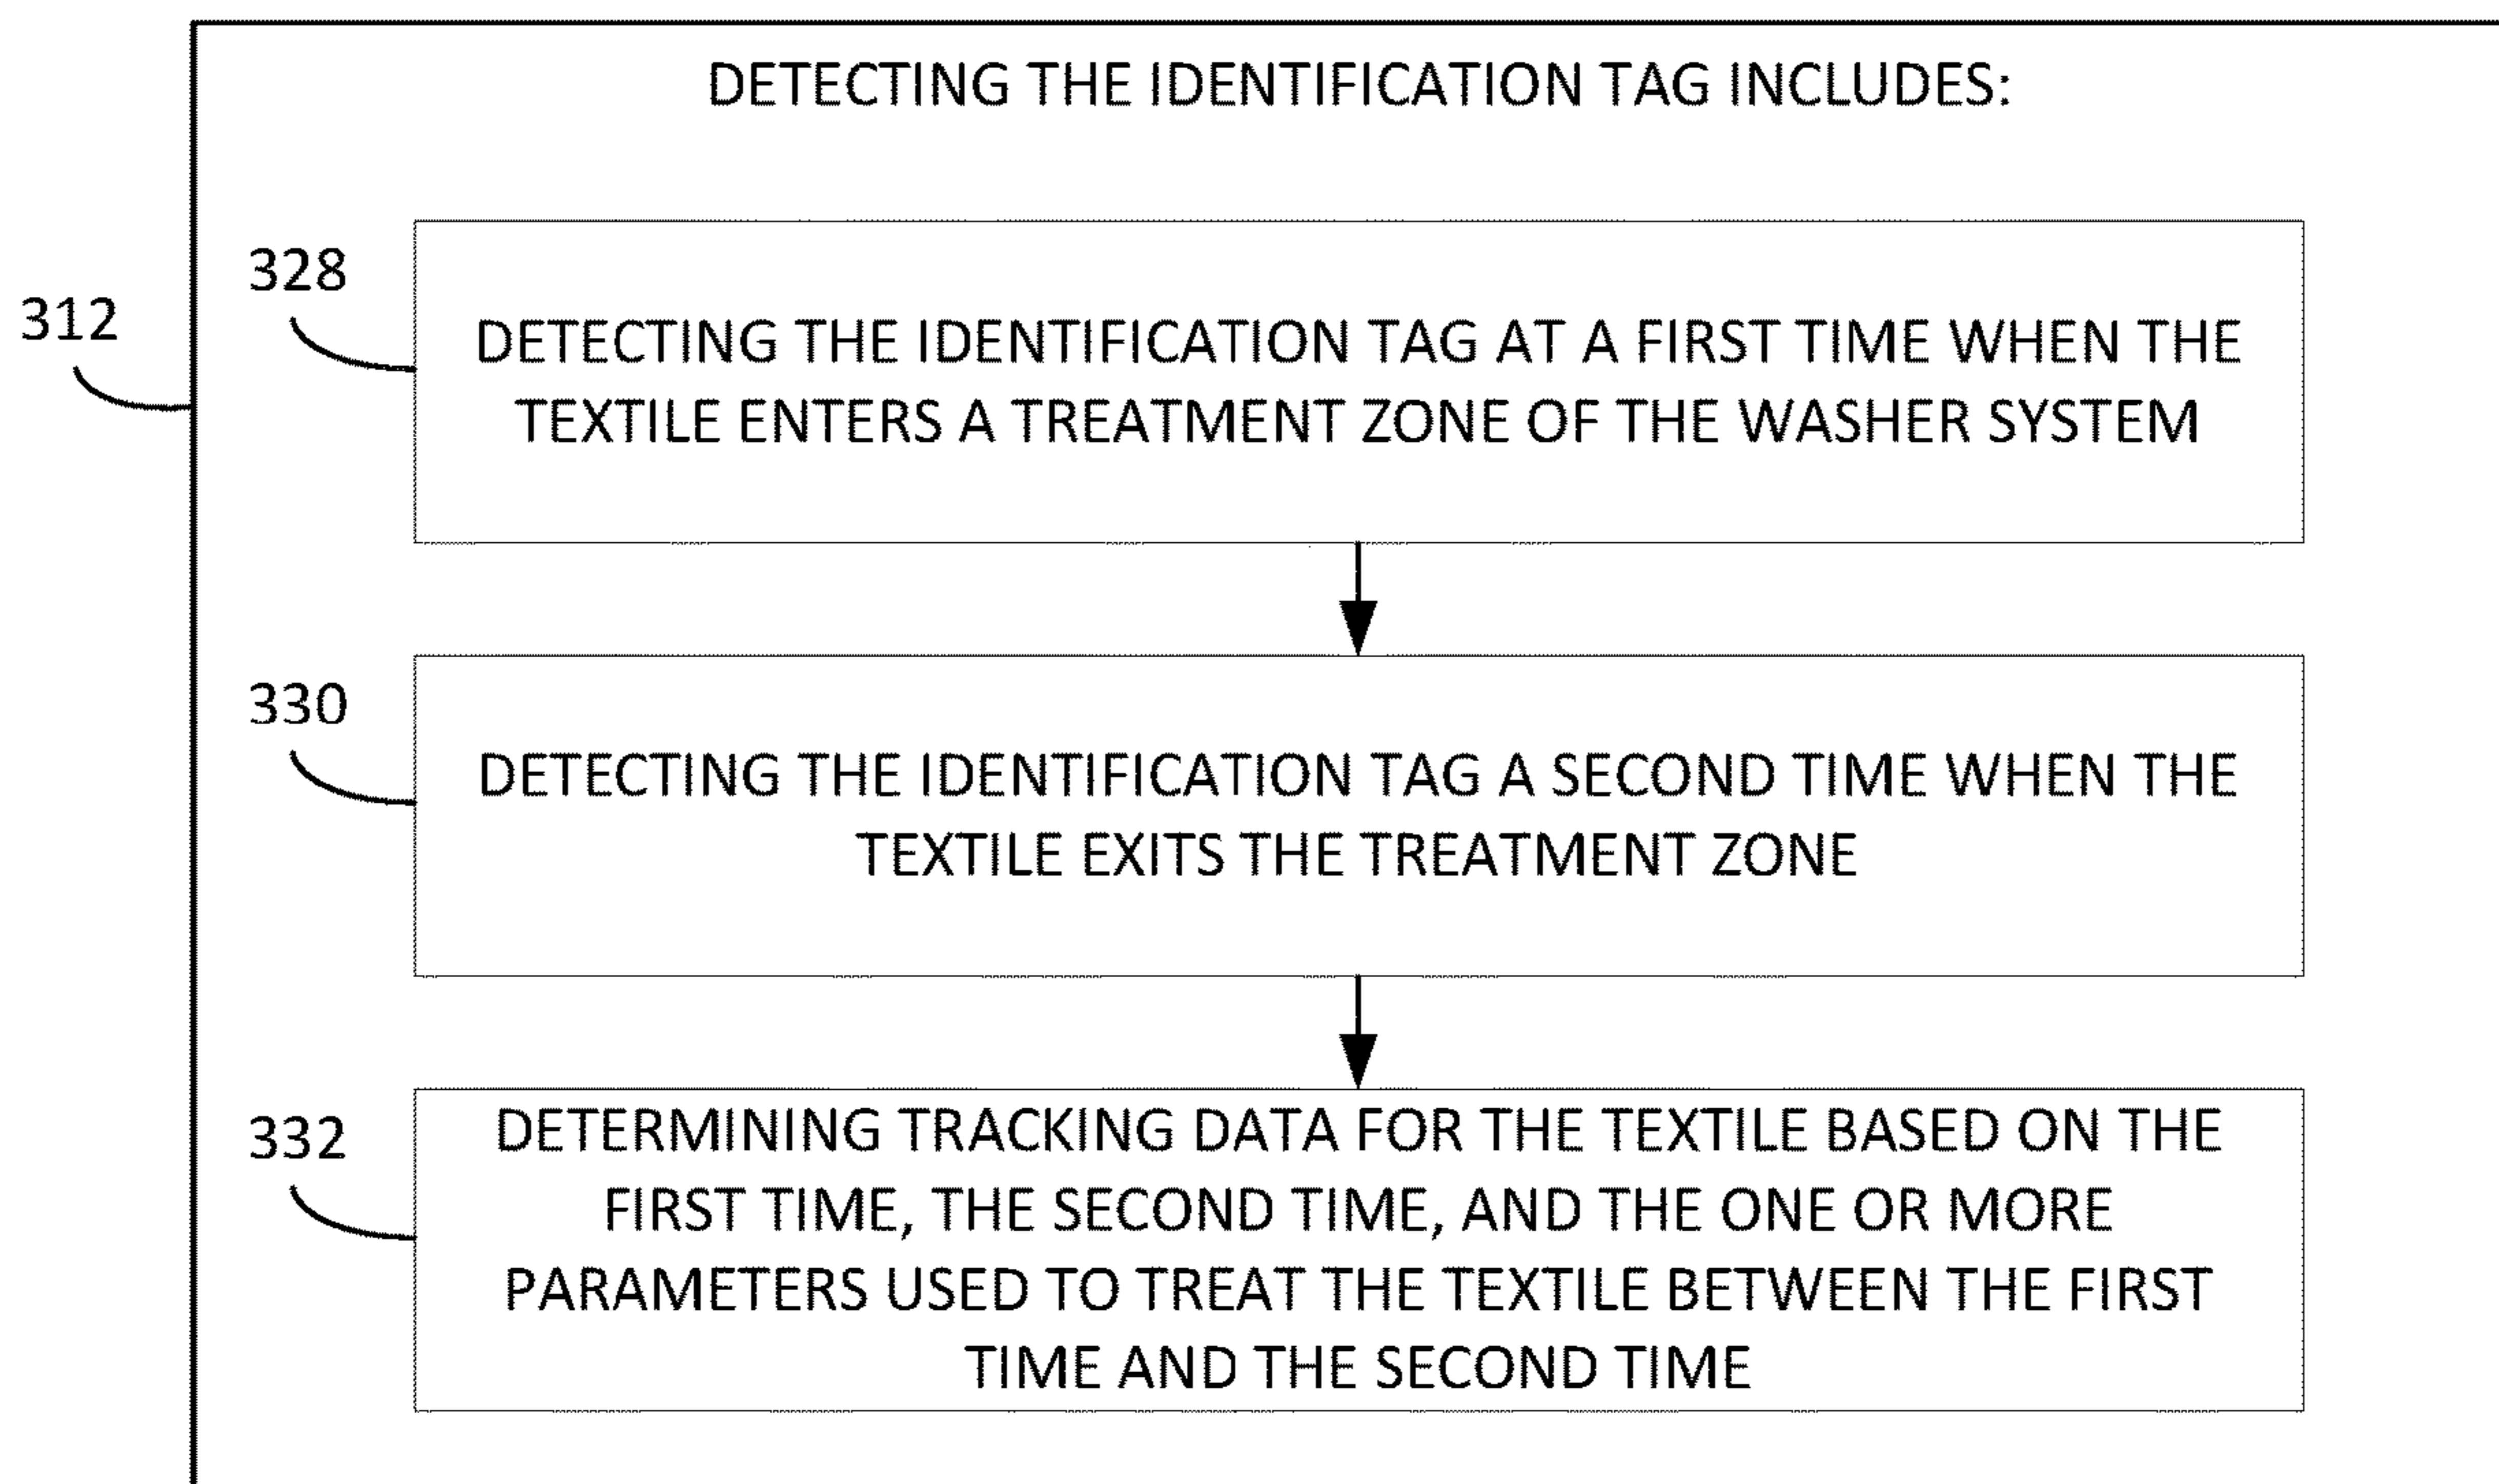 DETECTING THE IDENTIFICATION TAG INCLUDES:
328
312
DETECTING THE IDENTIFICATION TAG AT A FIRST TIME WHEN THE
TEXTILE ENTERS A TREATMENT ZONE OF THE WASHER SYSTEM
330
DETECTING THE IDENTIFICATION TAG A SECOND TIME WHEN THE
TEXTILE EXITS THE TREATMENT ZONE
332
DETERMINING TRACKING DATA FOR THE TEXTILE BASED ON THE
FIRST TIME, THE SECOND TIME, AND THE ONE OR MORE
PARAMETERS USED TO TREAT THE TEXTILE BETWEEN THE FIRST
TIME AND THE SECOND TIME